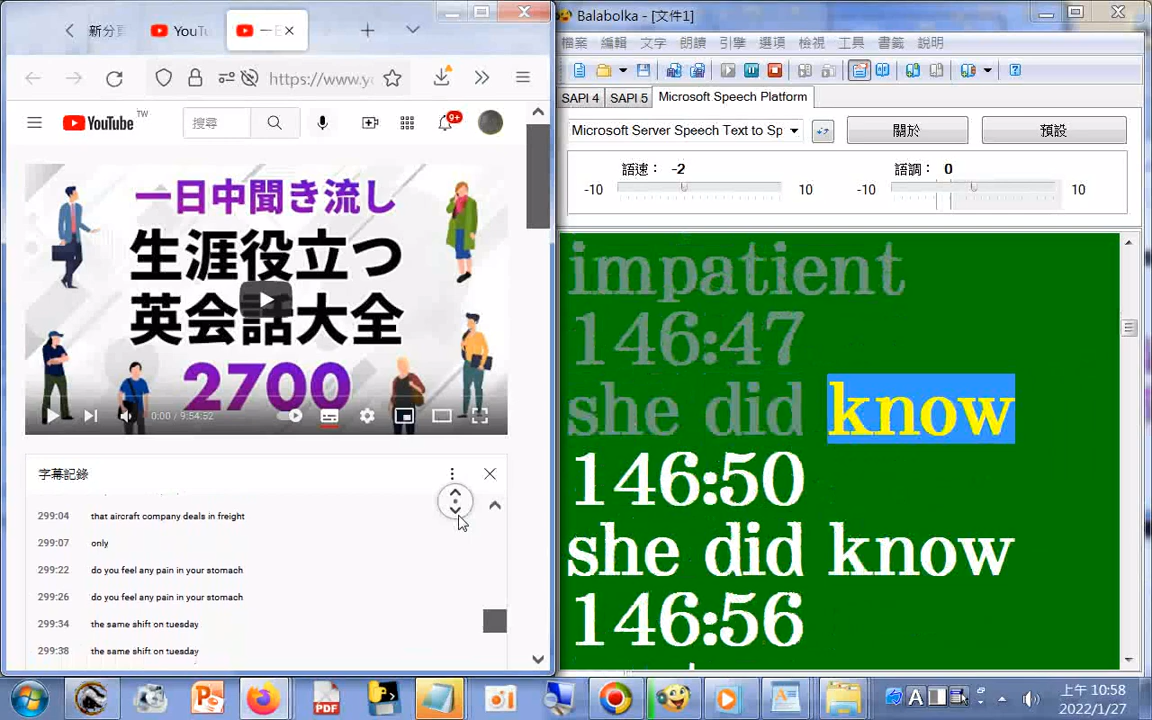 新分頁
YouTu
一日
https://www.y
YouTube TW
搜尋
9+
一日中聞き流し
生涯役立つ
英会話大全
2700
0:00 / 9:54:52
字幕記錄
299:04 that aircraft company deals in freight
299:07 only
299:22 do you feel any pain in your stomach
299:26 do you feel any pain in your stomach
299:34 the same shift on tuesday
299:38 the same shift on tuesday
Balabolka - [文件1]
檔案 編輯 文字 朗讀 引擎 選項 檢視 工具 書籤 說明
SAPI 4 SAPI 5 Microsoft Speech Platform
Microsoft Server Speech Text to Sp
關於
預設
語速： -2
-10 10
語調： 0
-10 10
impatient
146:47
she did know
146:50
she did know
146:56
PDF
A
上午 10:58
2022/1/27